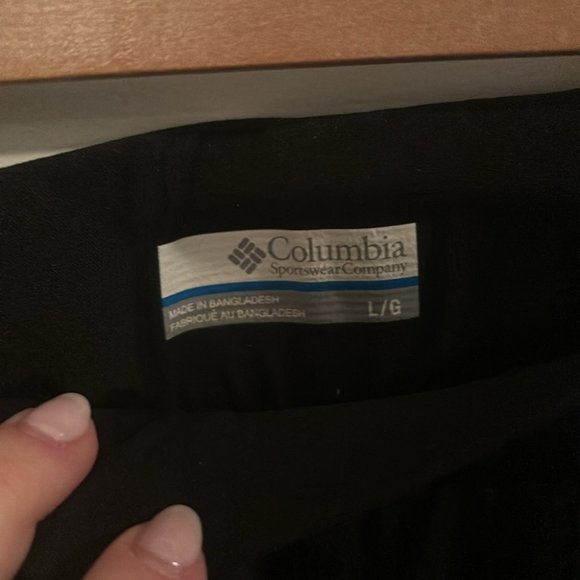 Columbia
Sportswear Company
MADE IN BANGLADESH
FABRIQUÉ AU BANGLADESH
L/G